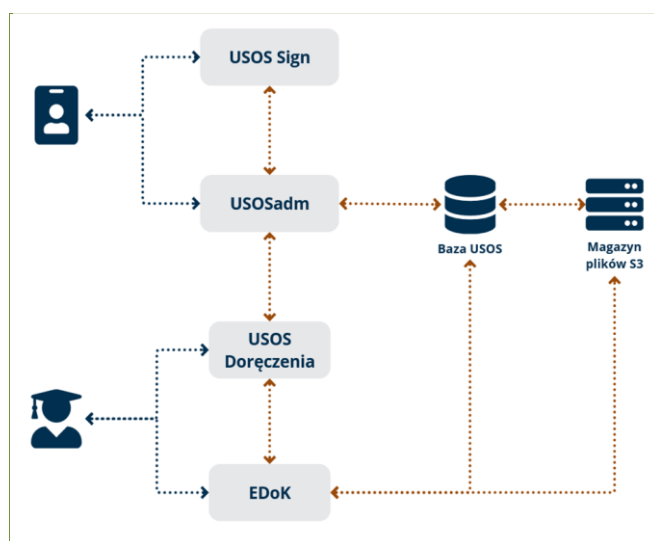 USOS Sign
USOSadm
Baza USOS
Magazyn
plików S3
USOS
Doręczenia
EDoK